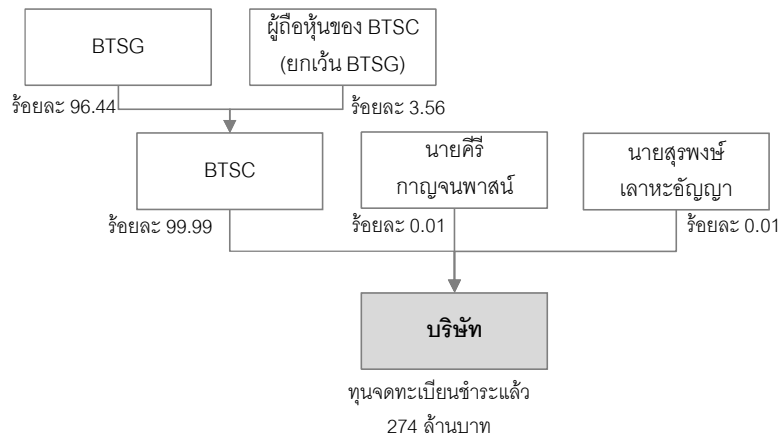 BTSG
ผู้ถือหุ้นของ BTSC
(ยกเว้น BTSG)
ร้อยละ 96.44
ร้อยละ 3.56
BTSC
นายคีรี
กาญจนพาสน์
นายสุรพงษ์
เลาหะอัญญา
ร้อยละ 99.99
ร้อยละ 0.01
ร้อยละ 0.01
บริษัท
ทุนจดทะเบียนชำระแล้ว
274 ล้านบาท